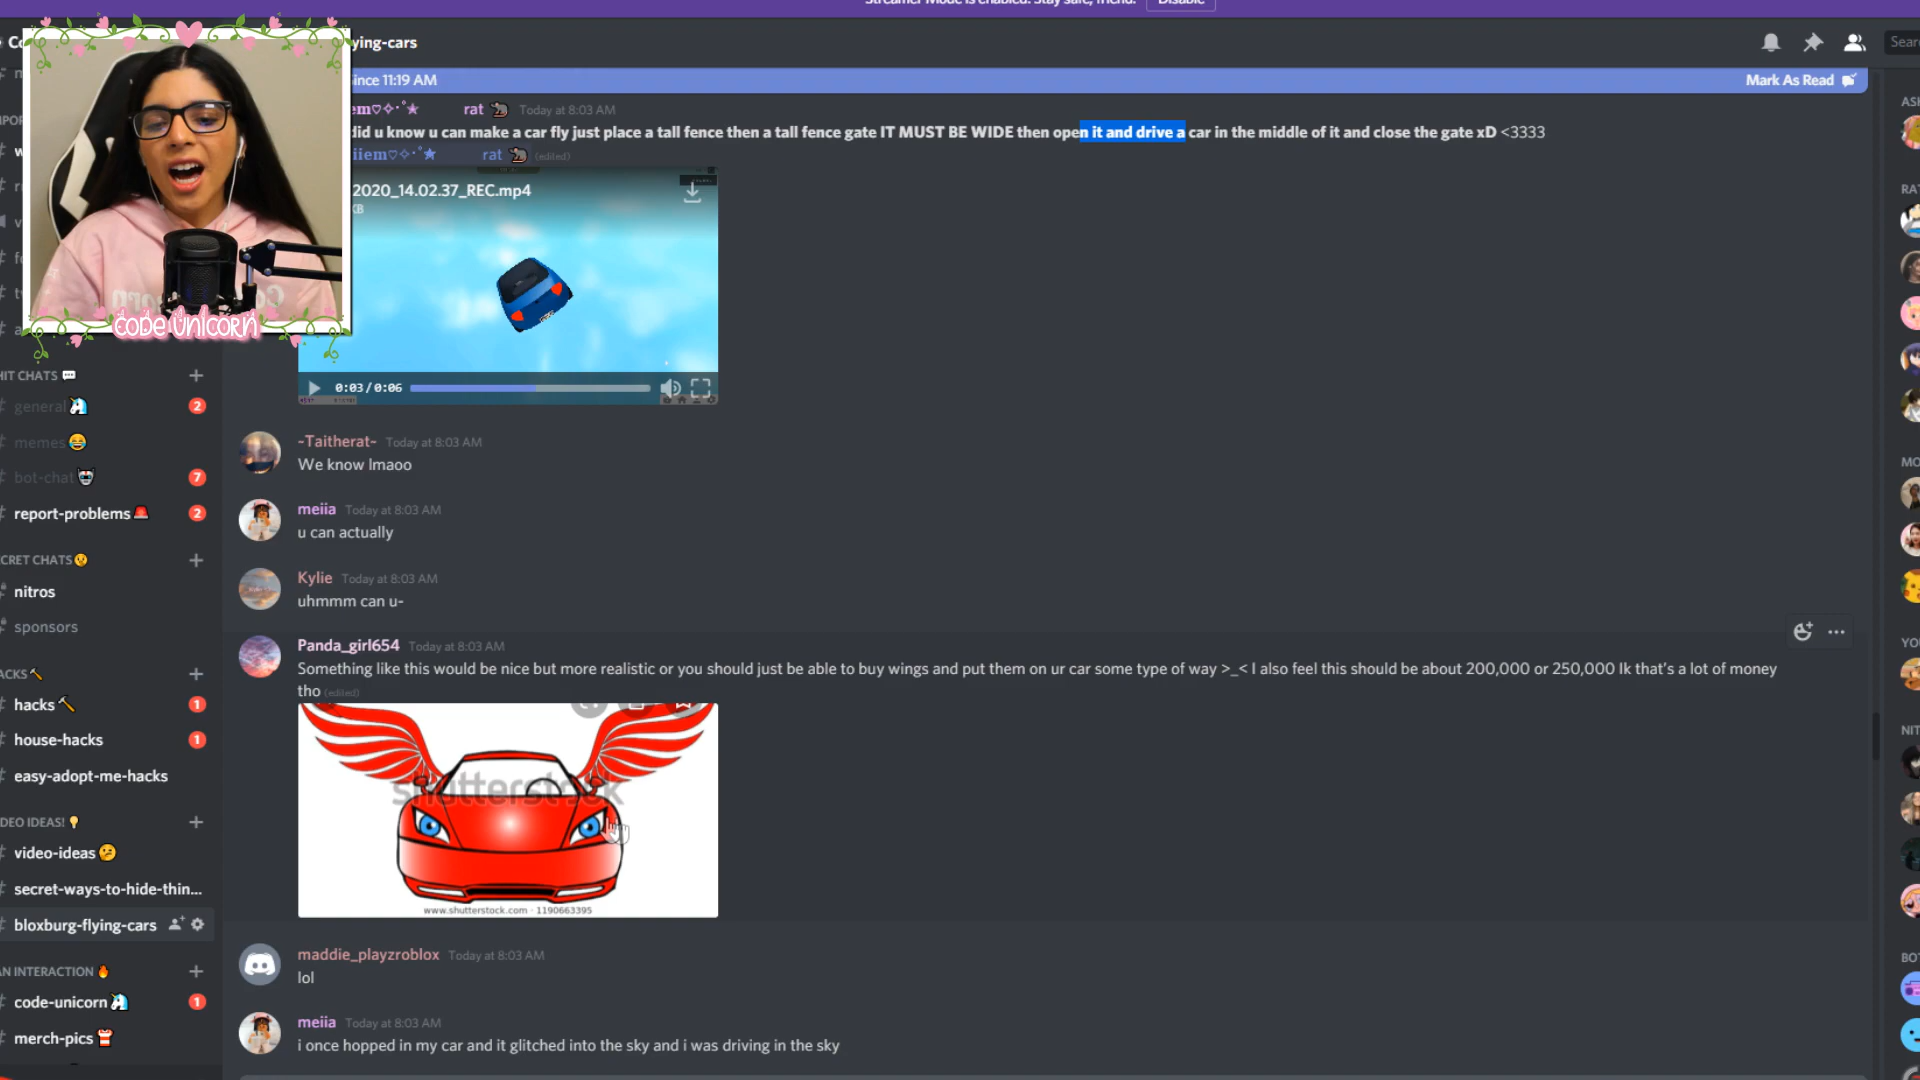 Streamer Mode is enabled. Stay safe, friend. Disable
ying-cars
Sear
ince 11:19 AM Mark As Read
em♡✧･ﾟ★ rat 🐀 Today at 8:03 AM
did u know u can make a car fly just place a tall fence then a tall fence gate IT MUST BE WIDE then open it and drive a car in the middle of it and close the gate xD <3333
iiem♡✧･ﾟ★ rat 🐀 (edited)
2020_14.02.37_REC.mp4
KB
0:03/0:06
CODE UNICORN
-Taitherat- Today at 8:03 AM
We know lmaoo
meiia Today at 8:03 AM
u can actually
Kylie Today at 8:03 AM
uhmmm can u-
Panda_girl654 Today at 8:03 AM
Something like this would be nice but more realistic or you should just be able to buy wings and put them on ur car some type of way >_< I also feel this should be about 200,000 or 250,000 Ik that's a lot of money
tho (edited)
shutterstock
www.shutterstock.com · 1190663395
maddie_playzroblox Today at 8:03 AM
lol
meiia Today at 8:03 AM
i once hopped in my car and it glitched into the sky and i was driving in the sky
HIT CHATS 💬
general 🦄 2
memes 😂
bot-chat 🤖 7
report-problems 🚨 2
CRET CHATS 🤫
nitros
sponsors
ACKS 🔨
hacks 🔨 1
house-hacks 1
easy-adopt-me-hacks
DEO IDEAS! 💡
video-ideas 🤔
secret-ways-to-hide-thin...
bloxburg-flying-cars
AN INTERACTION 🔥
code-unicorn 🦄 1
merch-pics 👕
ASH
RAT
MO
YOU
NIT
BOT